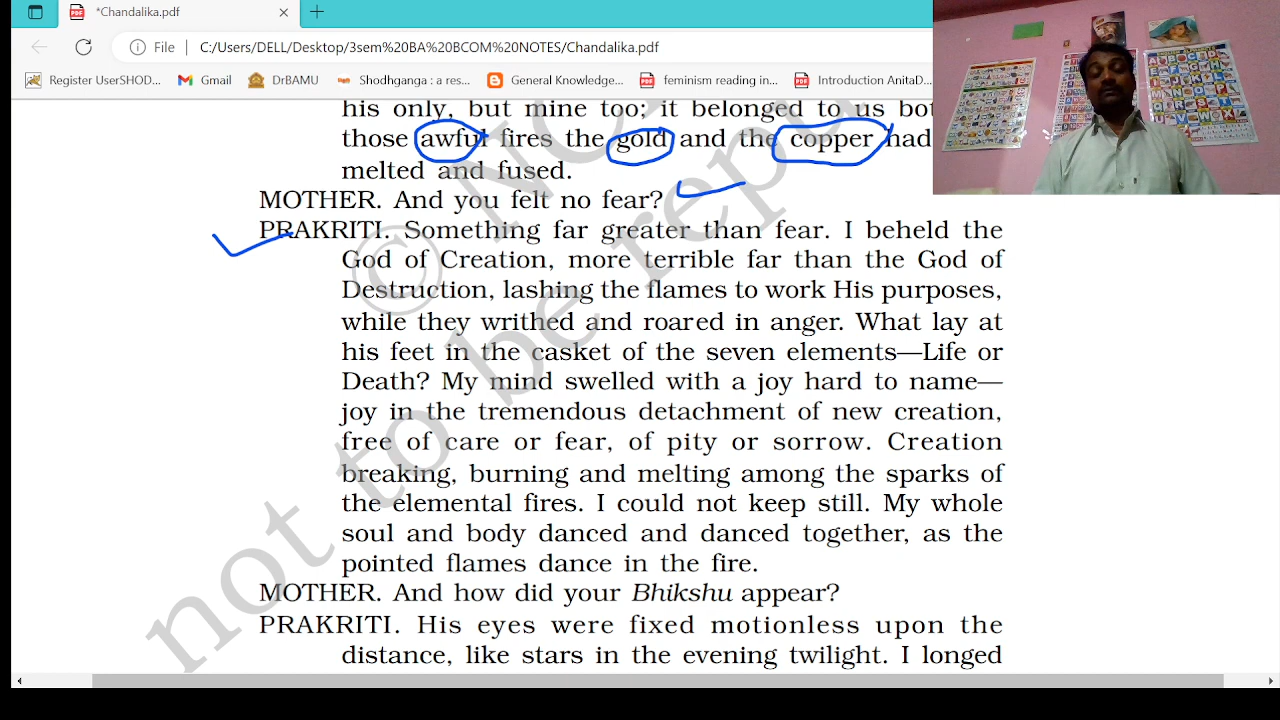 *Chandalika.pdf
File
C:/Users/DELL/Desktop/3sem%20BA%20BCOM%20NOTES/Chandalika.pdf
Register UserSHOD...
Gmail
DrBAMU
Shodhganga : a res...
General Knowledge...
feminism reading in...
Introduction AnitaD...
his only, but mine too; it belonged to us
those awful fires the gold and the copper had
melted and fused.
MOTHER. And you felt no fear?
PRAKRITI. Something far greater than fear. I beheld the
God of Creation, more terrible far than the God of
Destruction, lashing the flames to work His purposes,
while they writhed and roared in anger. What lay at
his feet in the casket of the seven elements—Life or
Death? My mind swelled with a joy hard to name—
joy in the tremendous detachment of new creation,
free of care or fear, of pity or sorrow. Creation
breaking, burning and melting among the sparks of
the elemental fires. I could not keep still. My whole
soul and body danced and danced together, as the
pointed flames dance in the fire.
MOTHER. And how did your Bhikshu appear?
PRAKRITI. His eyes were fixed motionless upon the
distance, like stars in the evening twilight. I longed
not to be